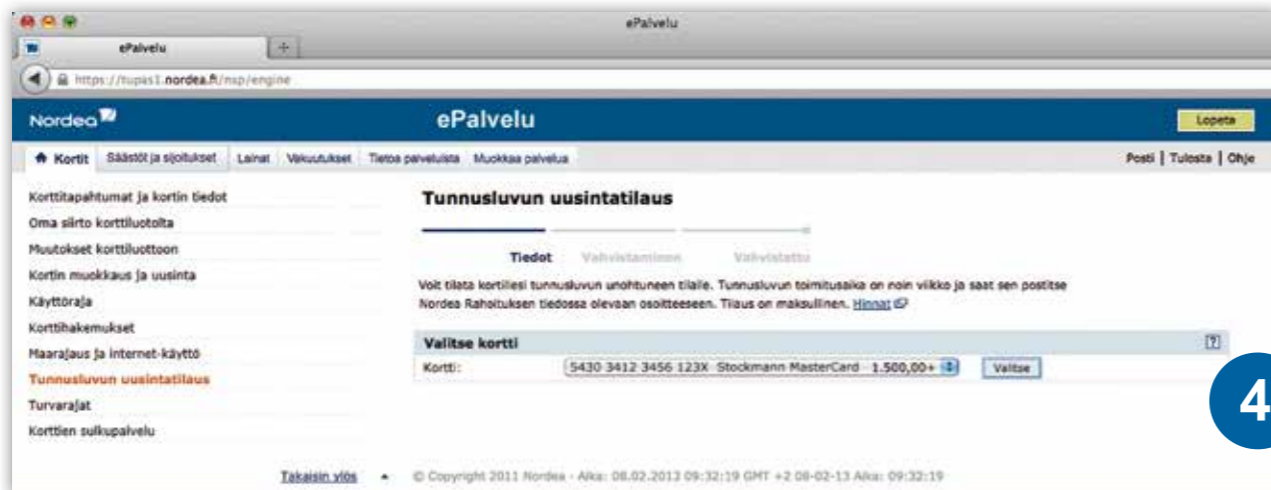 ePalvelu
ePalvelu
https://tupas1.nordea.fi/nsp/engine
Nordea
ePalvelu
Lopeta
Kortit Säästöt ja sijoitukset Lainat Vakuutukset Tietoa palveluista Muokkaa palvelua
Posti | Tulosta | Ohje
Korttitapahtumat ja kortin tiedot
Oma siirto korttiluotolta
Muutokset korttiluottoon
Kortin muokkaus ja uusinta
Käyttöraja
Korttihakemukset
Maarajaus ja internet-käyttö
Tunnusluvun uusintatilaus
Turvarajat
Korttien sulkupalvelu
Tunnusluvun uusintatilaus
Tiedot Vahvistaminen Vahvistettu
Voit tilata kortillesi tunnusluvun unohtuneen tilalle. Tunnusluvun toimitusaika on noin viikko ja saat sen postitse
Nordea Rahoituksen tiedossa olevaan osoitteeseen. Tilaus on maksullinen. Hinnat
Valitse kortti
[?]
Kortti: 5430 3412 3456 123X Stockmann MasterCard 1.500,00+ Valitse
4
Takaisin ylös
© Copyright 2011 Nordea - Aika: 08.02.2013 09:32:19 GMT +2 08-02-13 Aika: 09:32:19